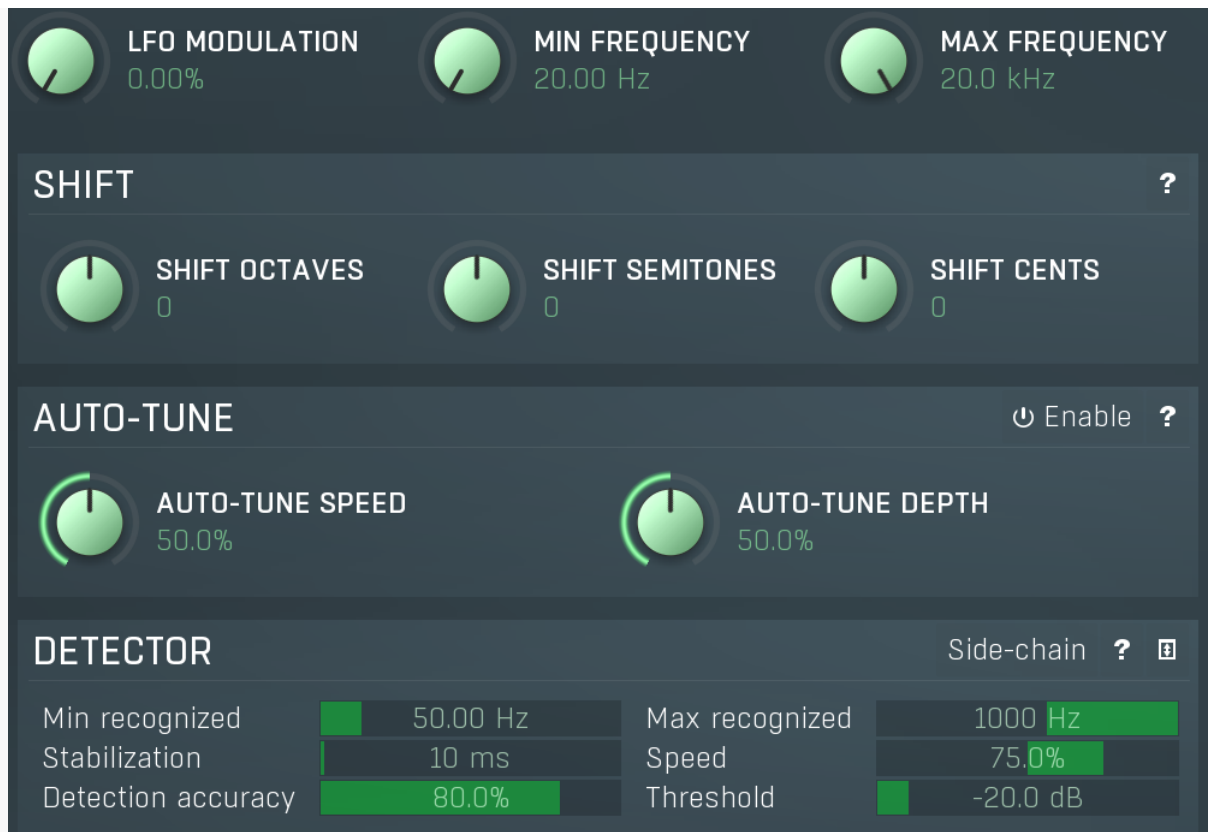 LFO MODULATION MIN FREQUENCY MAX FREQUENCY
0.00% 20.00 Hz 20.0 kHz
SHIFT ?
SHIFT OCTAVES SHIFT SEMITONES SHIFT CENTS
0 0 0
AUTO-TUNE Enable ?
AUTO-TUNE SPEED AUTO-TUNE DEPTH
50.0% 50.0%
DETECTOR Side-chain ?
Min recognized 50.00 Hz Max recognized 1000 Hz
Stabilization 10 ms Speed 75.0%
Detection accuracy 80.0% Threshold -20.0 dB